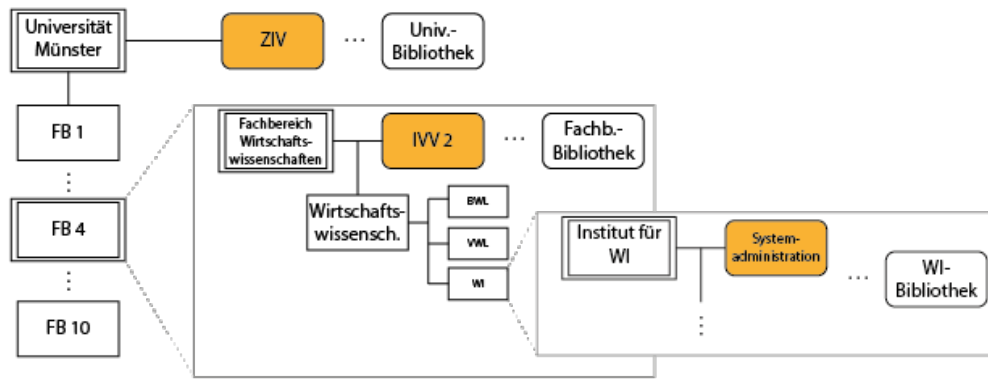 Universität
Münster
ZIV
...
Univ.-
Bibliothek
FB 1
FB 4
FB 10
Fachbereich
Wirtschafts-
wissenschaften
IVV 2
...
Fachb.-
Bibliothek
Wirtschafts-
wissensch.
BWL
VWL
WI
Institut für
WI
System-
administration
...
WI-
Bibliothek